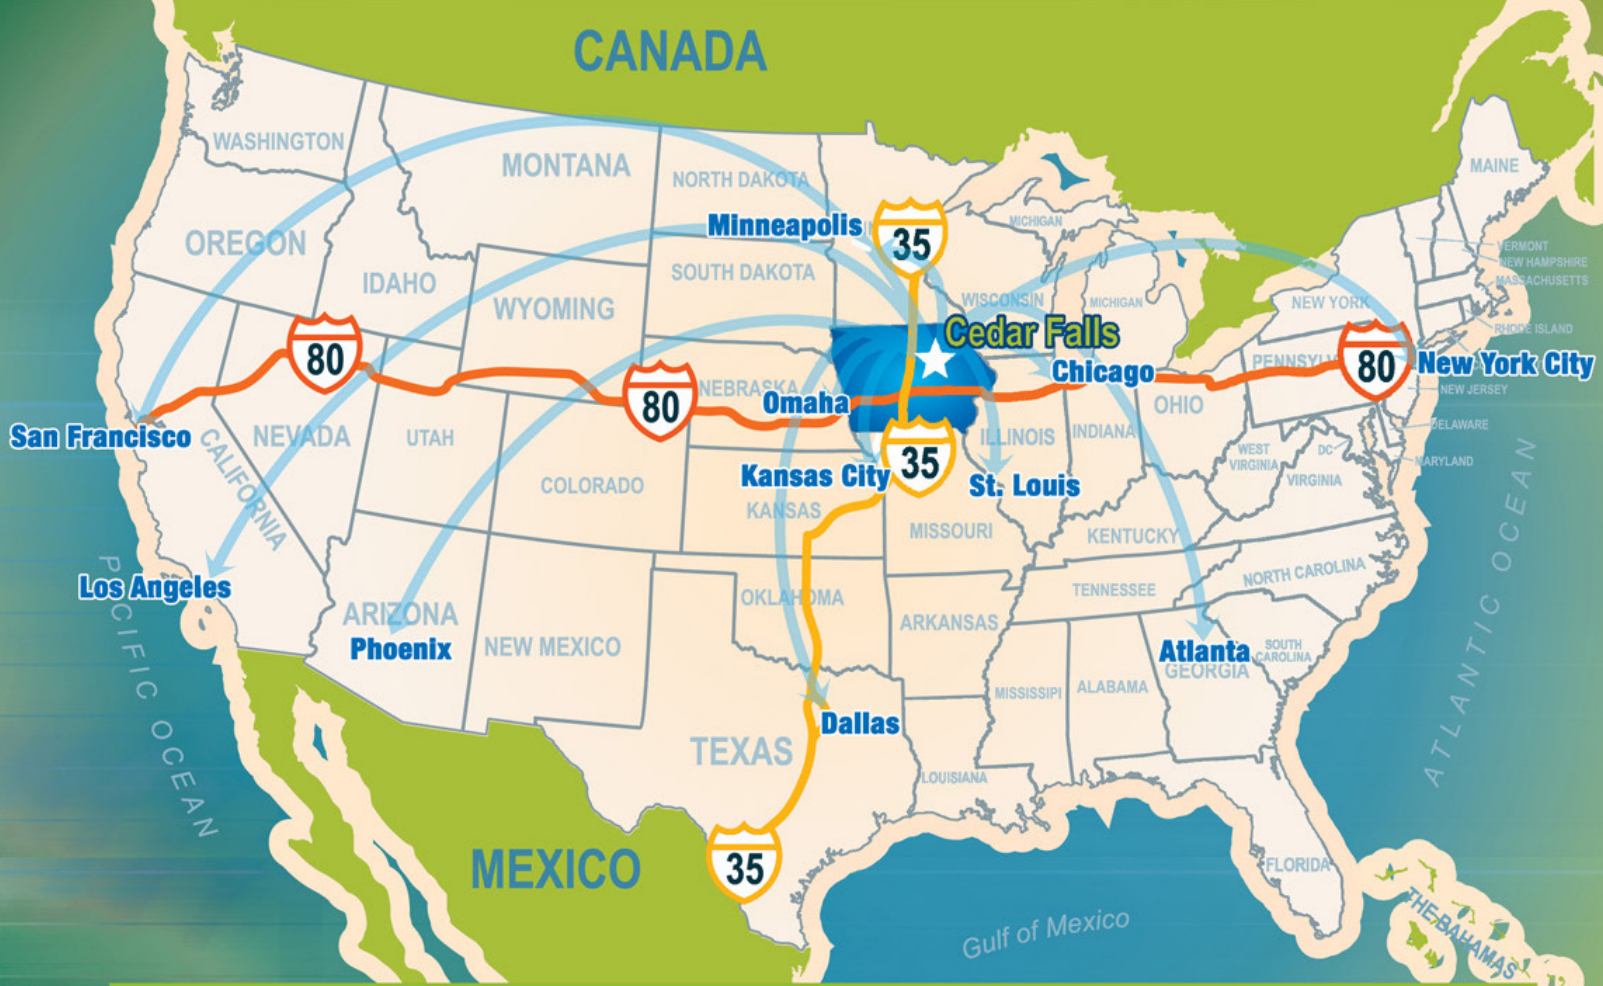 CANADA
WASHINGTON
MONTANA
NORTH DAKOTA
MAINE
Minneapolis
35
MICHIGAN
OREGON
IDAHO
SOUTH DAKOTA
VERMONT
NEW HAMPSHIRE
MASSACHUSETTS
WYOMING
WISCONSIN
MICHIGAN
NEW YORK
RHODE ISLAND
Cedar Falls
80
Chicago
PENNSYLV
80
New York City
NEBRASKA
80
Omaha
OHIO
NEW JERSEY
San Francisco
NEVADA
UTAH
ILLINOIS
INDIANA
DELAWARE
CALIFORNIA
COLORADO
Kansas City
35
St. Louis
WEST
VIRGINIA
DC
VIRGINIA
MARYLAND
KANSAS
MISSOURI
KENTUCKY
PACIFIC OCEAN
ATLANTIC OCEAN
Los Angeles
ARIZONA
Phoenix
NEW MEXICO
OKLAHOMA
ARKANSAS
TENNESSEE
NORTH CAROLINA
Atlanta
GEORGIA
SOUTH
CAROLINA
MISSISSIPI
ALABAMA
Dallas
TEXAS
LOUISIANA
MEXICO
35
FLORIDA
Gulf of Mexico
THE BAHAMAS